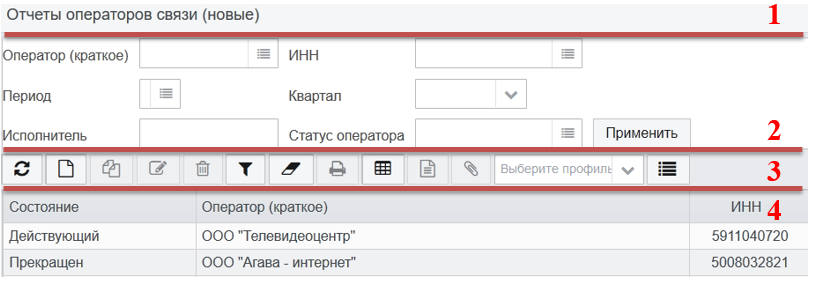 Отчеты операторов связи (новые) 1
Оператор (краткое) ИНН
Период Квартал
Исполнитель Статус оператора Применить 2
Выберите профиль 3
Состояние Оператор (краткое) ИНН 4
Действующий ООО "Телевидеоцентр" 5911040720
Прекращен ООО "Агава - интернет" 5008032821